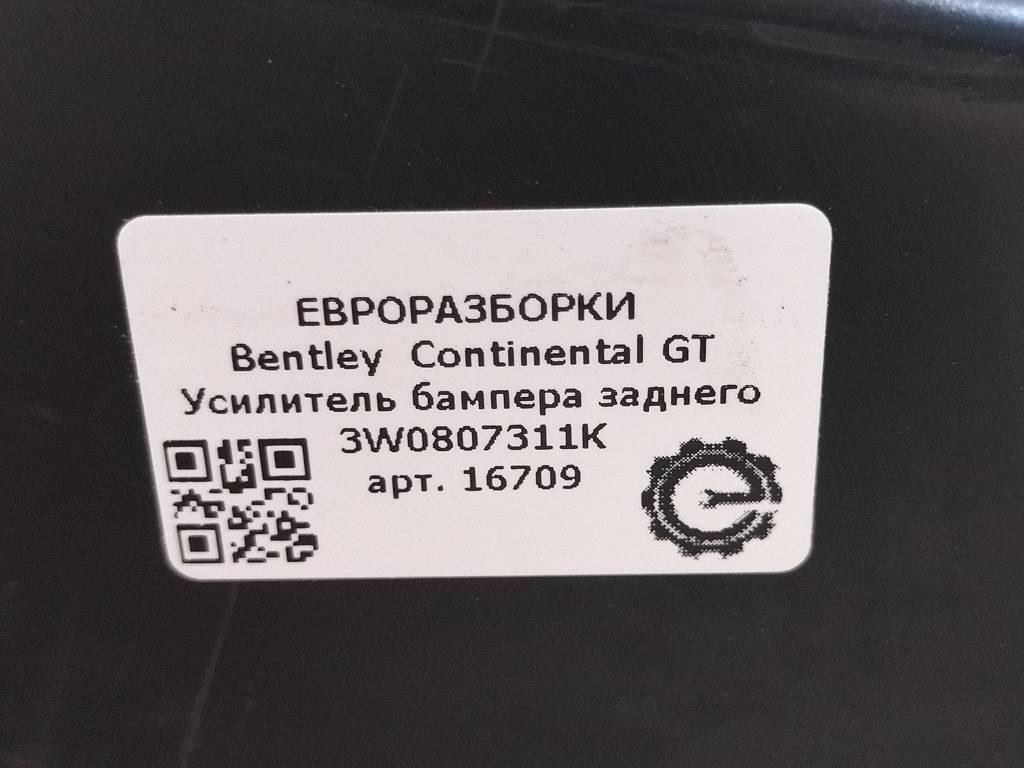 ЕВРОРАЗБОРКИ
Bentley Continental GT
Усилитель бампера заднего
3W0807311K
арт. 16709